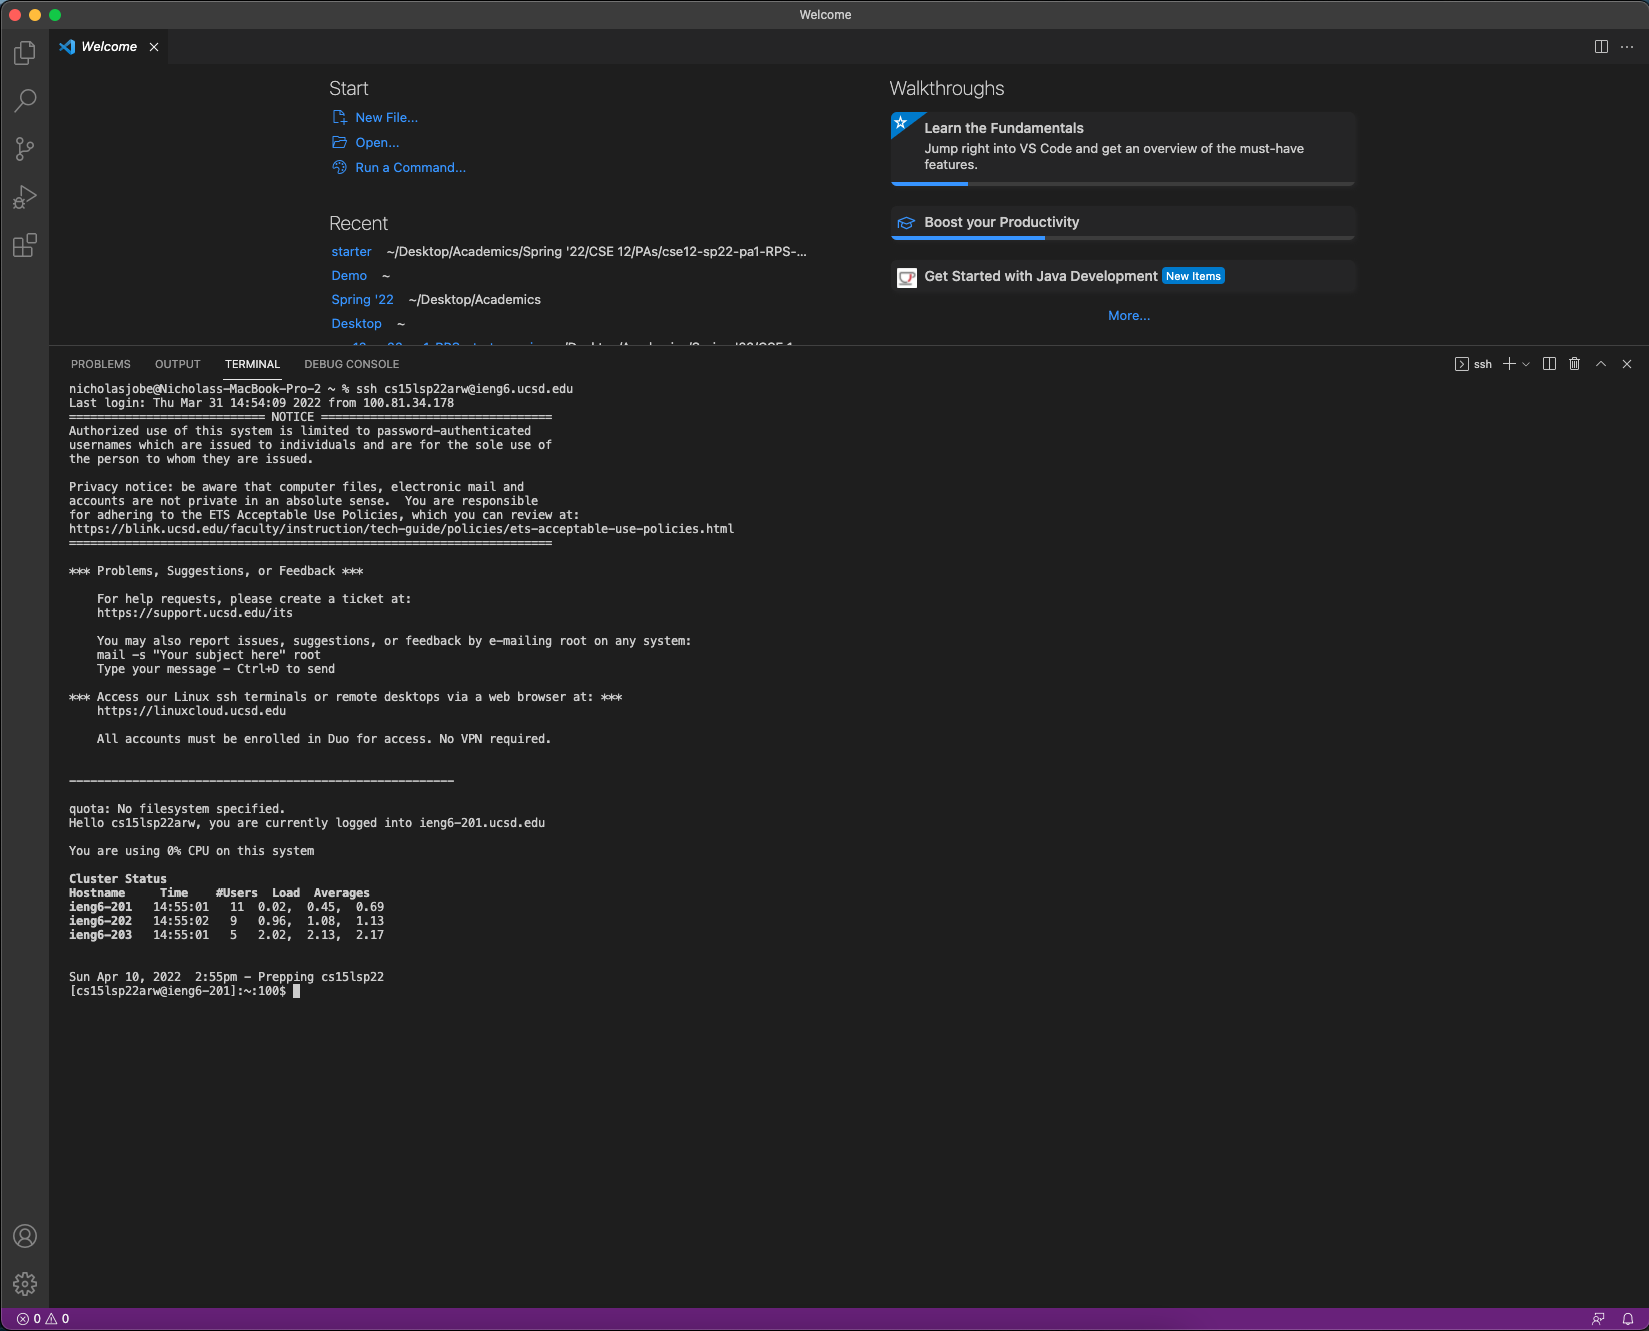 Welcome
Welcome
Start
New File...
Open...
Run a Command...
Recent
starter ~/Desktop/Academics/Spring '22/CSE 12/PAs/cse12-sp22-pa1-RPS-...
Demo ~
Spring '22 ~/Desktop/Academics
Desktop ~
Walkthroughs
Learn the Fundamentals
Jump right into VS Code and get an overview of the must-have
features.
Boost your Productivity
Get Started with Java Development New Items
More...
PROBLEMS OUTPUT TERMINAL DEBUG CONSOLE
ssh
nicholasjobe@Nicholass-MacBook-Pro-2 ~ % ssh cs15lsp22arw@ieng6.ucsd.edu
Last login: Thu Mar 31 14:54:09 2022 from 100.81.34.178
============================ NOTICE =================================
Authorized use of this system is limited to password-authenticated
usernames which are issued to individuals and are for the sole use of
the person to whom they are issued.
Privacy notice: be aware that computer files, electronic mail and
accounts are not private in an absolute sense.  You are responsible
for adhering to the ETS Acceptable Use Policies, which you can review at:
https://blink.ucsd.edu/faculty/instruction/tech-guide/policies/ets-acceptable-use-policies.html
=====================================================================
*** Problems, Suggestions, or Feedback ***
For help requests, please create a ticket at:
https://support.ucsd.edu/its
You may also report issues, suggestions, or feedback by e-mailing root on any system:
mail -s "Your subject here" root
Type your message - Ctrl+D to send
*** Access our Linux ssh terminals or remote desktops via a web browser at: ***
https://linuxcloud.ucsd.edu
All accounts must be enrolled in Duo for access. No VPN required.
-------------------------------------------------------
quota: No filesystem specified.
Hello cs15lsp22arw, you are currently logged into ieng6-201.ucsd.edu
You are using 0% CPU on this system
Cluster Status
Hostname     Time    #Users  Load  Averages
ieng6-201   14:55:01   11  0.02,  0.45,  0.69
ieng6-202   14:55:02   9   0.96,  1.08,  1.13
ieng6-203   14:55:01   5   2.02,  2.13,  2.17
Sun Apr 10, 2022  2:55pm - Prepping cs15lsp22
[cs15lsp22arw@ieng6-201]:~:100$
0 0